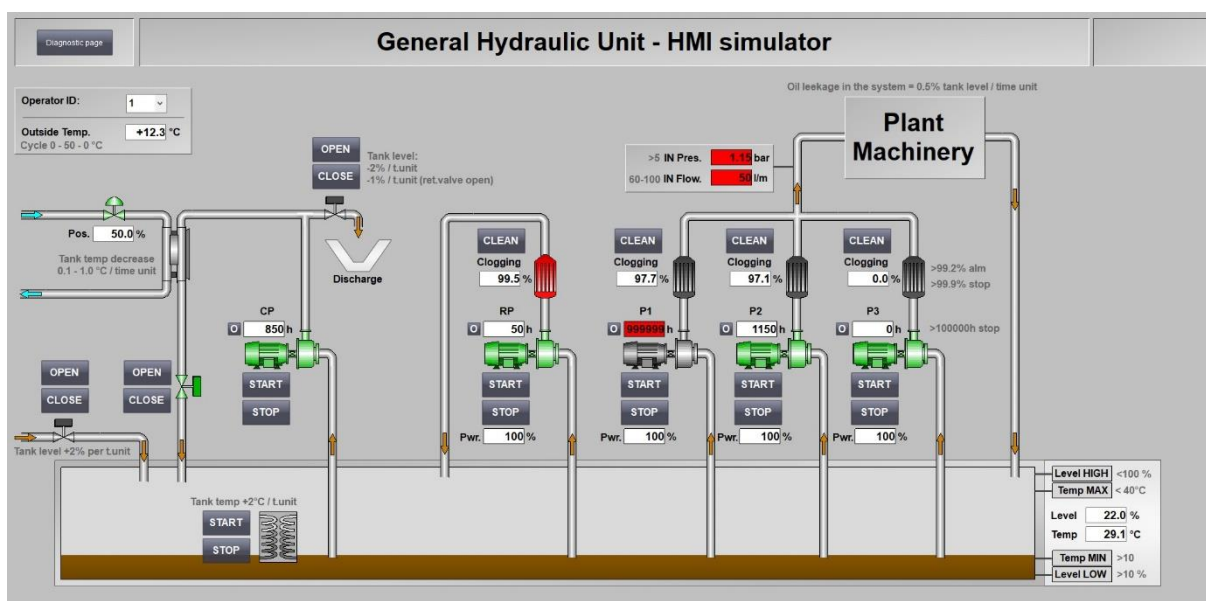 Diagnostic page
General Hydraulic Unit - HMI simulator
Operator ID: 1
Outside Temp. +12.3 °C
Cycle 0 - 50 - 0 °C
OPEN
CLOSE
Tank level:
-2% / t.unit
-1% / t.unit (ret.valve open)
Oil leekage in the system = 0.5% tank level / time unit
Plant
Machinery
>5 IN Pres. 1.15 bar
60-100 IN Flow. 50 l/m
Pos. 50.0 %
Tank temp decrease
0.1 - 1.0 °C / time unit
Discharge
CLEAN
Clogging
99.5 %
CLEAN
Clogging
97.7 %
CLEAN
Clogging
97.1 %
CLEAN
Clogging
0.0 %
>99.2% alm
>99.9% stop
CP
O 850 h
START
STOP
RP
O 50 h
START
STOP
Pwr. 100 %
P1
O 999999 h
START
STOP
Pwr. 100 %
P2
O 1150 h
START
STOP
Pwr. 100 %
P3
O 0 h
START
STOP
Pwr. 100 %
>100000h stop
OPEN
CLOSE
OPEN
CLOSE
Tank level +2% per t.unit
Tank temp +2°C / t.unit
START
STOP
Level HIGH <100 %
Temp MAX < 40°C
Level 22.0 %
Temp 29.1 °C
Temp MIN >10
Level LOW >10 %